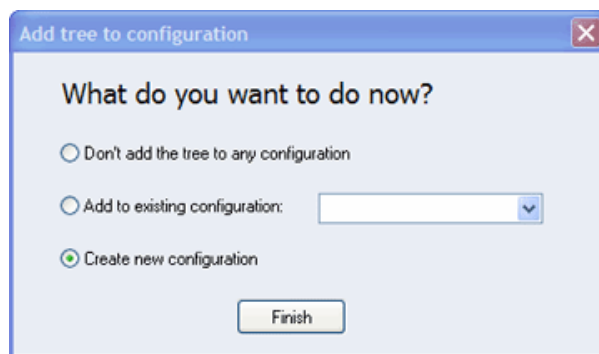 Add tree to configuration
What do you want to do now?
Don't add the tree to any configuration
Add to existing configuration:
Create new configuration
Finish